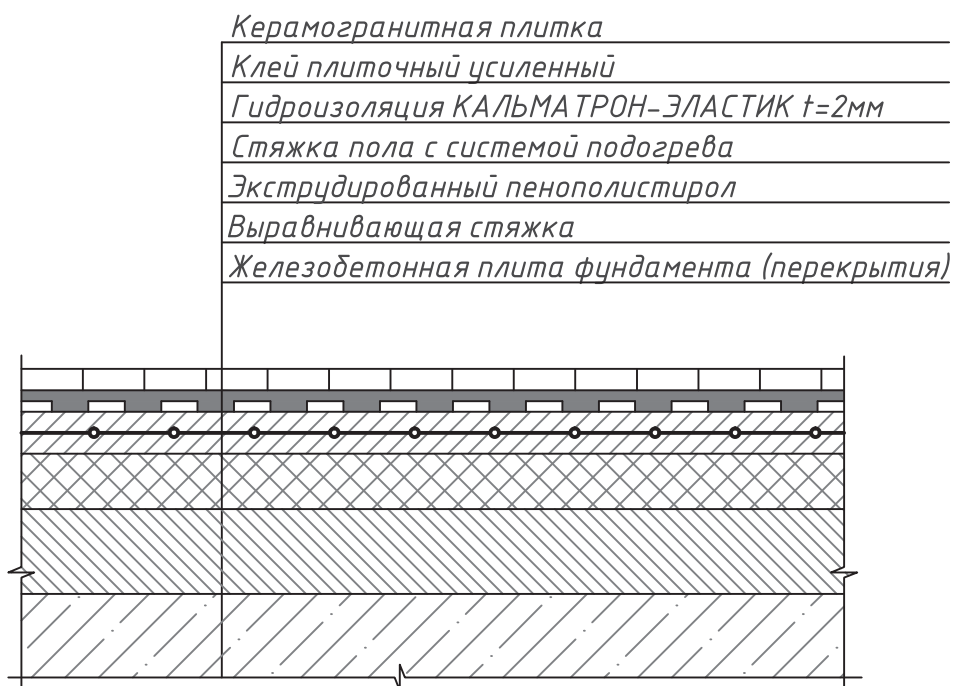 Керамогранитная плитка
Клей плиточный усиленный
Гидроизоляция КАЛЬМАТРОН-ЭЛАСТИК t=2мм
Стяжка пола с системой подогрева
Экструдированный пенополистирол
Выравнивающая стяжка
Железобетонная плита фундамента (перекрытия)